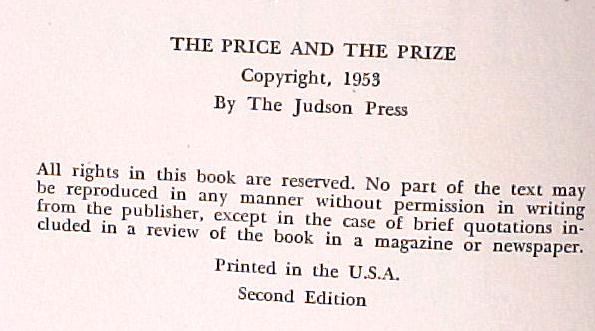 THE PRICE AND THE PRIZE
Copyright, 1953
By The Judson Press
All rights in this book are reserved. No part of the text may
be reproduced in any manner without permission in writing
from the publisher, except in the case of brief quotations in-
cluded in a review of the book in a magazine or newspaper.
Printed in the U.S.A.
Second Edition